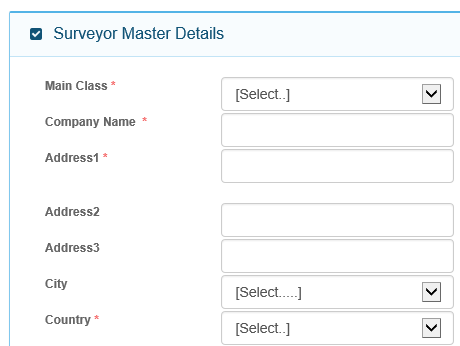 Surveyor Master Details
Main Class * [Select..]
Company Name *
Address1 *
Address2
Address3
City [Select.....]
Country * [Select..]